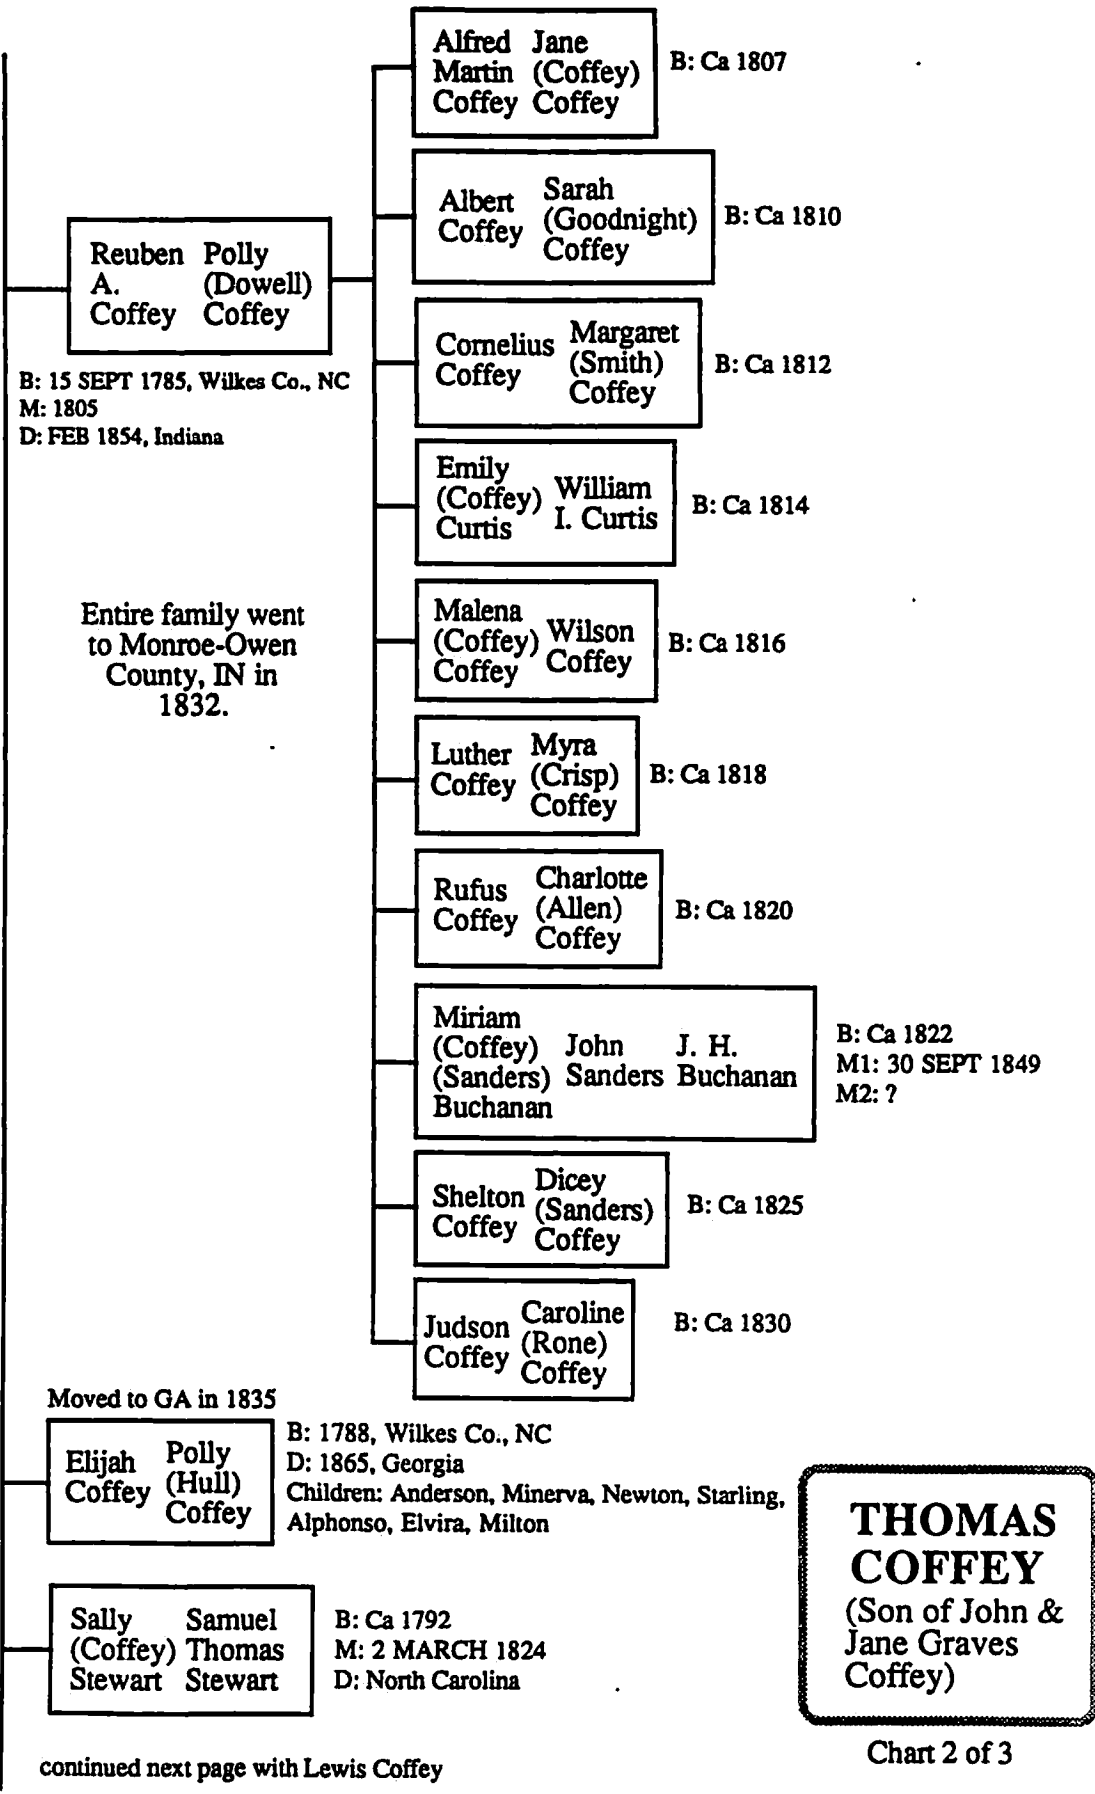 Alfred Jane
Martin (Coffey)
Coffey Coffey
B: Ca 1807
Albert
Coffey
Sarah
(Goodnight)
Coffey
B: Ca 1810
Reuben Polly
A. (Dowell)
Coffey Coffey
B: 15 SEPT 1785, Wilkes Co., NC
M: 1805
D: FEB 1854, Indiana
Cornelius
Coffey
Margaret
(Smith)
Coffey
B: Ca 1812
Emily
(Coffey)
Curtis
William
I. Curtis
B: Ca 1814
Entire family went
to Monroe-Owen
County, IN in
1832.
Malena
(Coffey)
Coffey
Wilson
Coffey
B: Ca 1816
Luther
Coffey
Myra
(Crisp)
Coffey
B: Ca 1818
Rufus
Coffey
Charlotte
(Allen)
Coffey
B: Ca 1820
Miriam
(Coffey) John J. H.
(Sanders) Sanders Buchanan
Buchanan
B: Ca 1822
M1: 30 SEPT 1849
M2: ?
Shelton
Coffey
Dicey
(Sanders)
Coffey
B: Ca 1825
Judson
Coffey
Caroline
(Rone)
Coffey
B: Ca 1830
Moved to GA in 1835
Elijah
Coffey
Polly
(Hull)
Coffey
B: 1788, Wilkes Co., NC
D: 1865, Georgia
Children: Anderson, Minerva, Newton, Starling,
Alphonso, Elvira, Milton
Sally Samuel
(Coffey) Thomas
Stewart Stewart
B: Ca 1792
M: 2 MARCH 1824
D: North Carolina
THOMAS
COFFEY
(Son of John &
Jane Graves
Coffey)
Chart 2 of 3
continued next page with Lewis Coffey